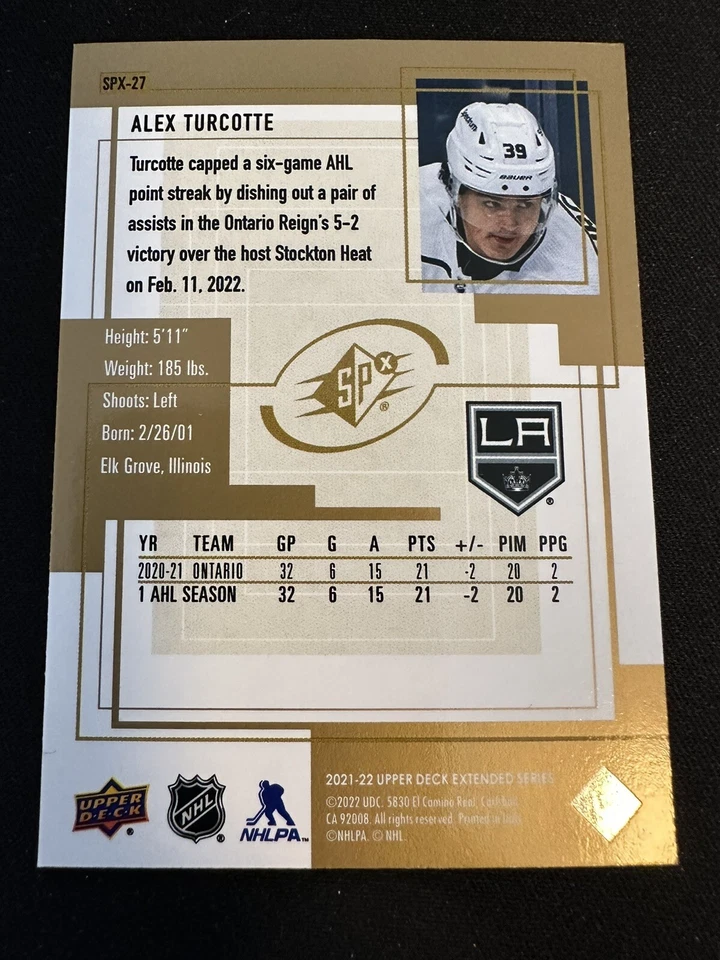 SPX-27
ALEX TURCOTTE
Turcotte capped a six-game AHL
point streak by dishing out a pair of
assists in the Ontario Reign's 5-2
victory over the host Stockton Heat
on Feb. 11, 2022.
Spectrum
39
BAUER
Height: 5'11"
Weight: 185 lbs.
Shoots: Left
Born: 2/26/01
Elk Grove, Illinois
SPX®
LA
®
YR TEAM GP G A PTS +/- PIM PPG
2020-21 ONTARIO 32 6 15 21 -2 20 2
1 AHL SEASON 32 6 15 21 -2 20 2
UPPER DECK ®
NHL ®
NHLPA™
2021-22 UPPER DECK EXTENDED SERIES
©2022 UDC. 5830 El Camino Real, Carlsbad,
CA 92008. All rights reserved. Printed in Italy.
©NHLPA. © NHL.